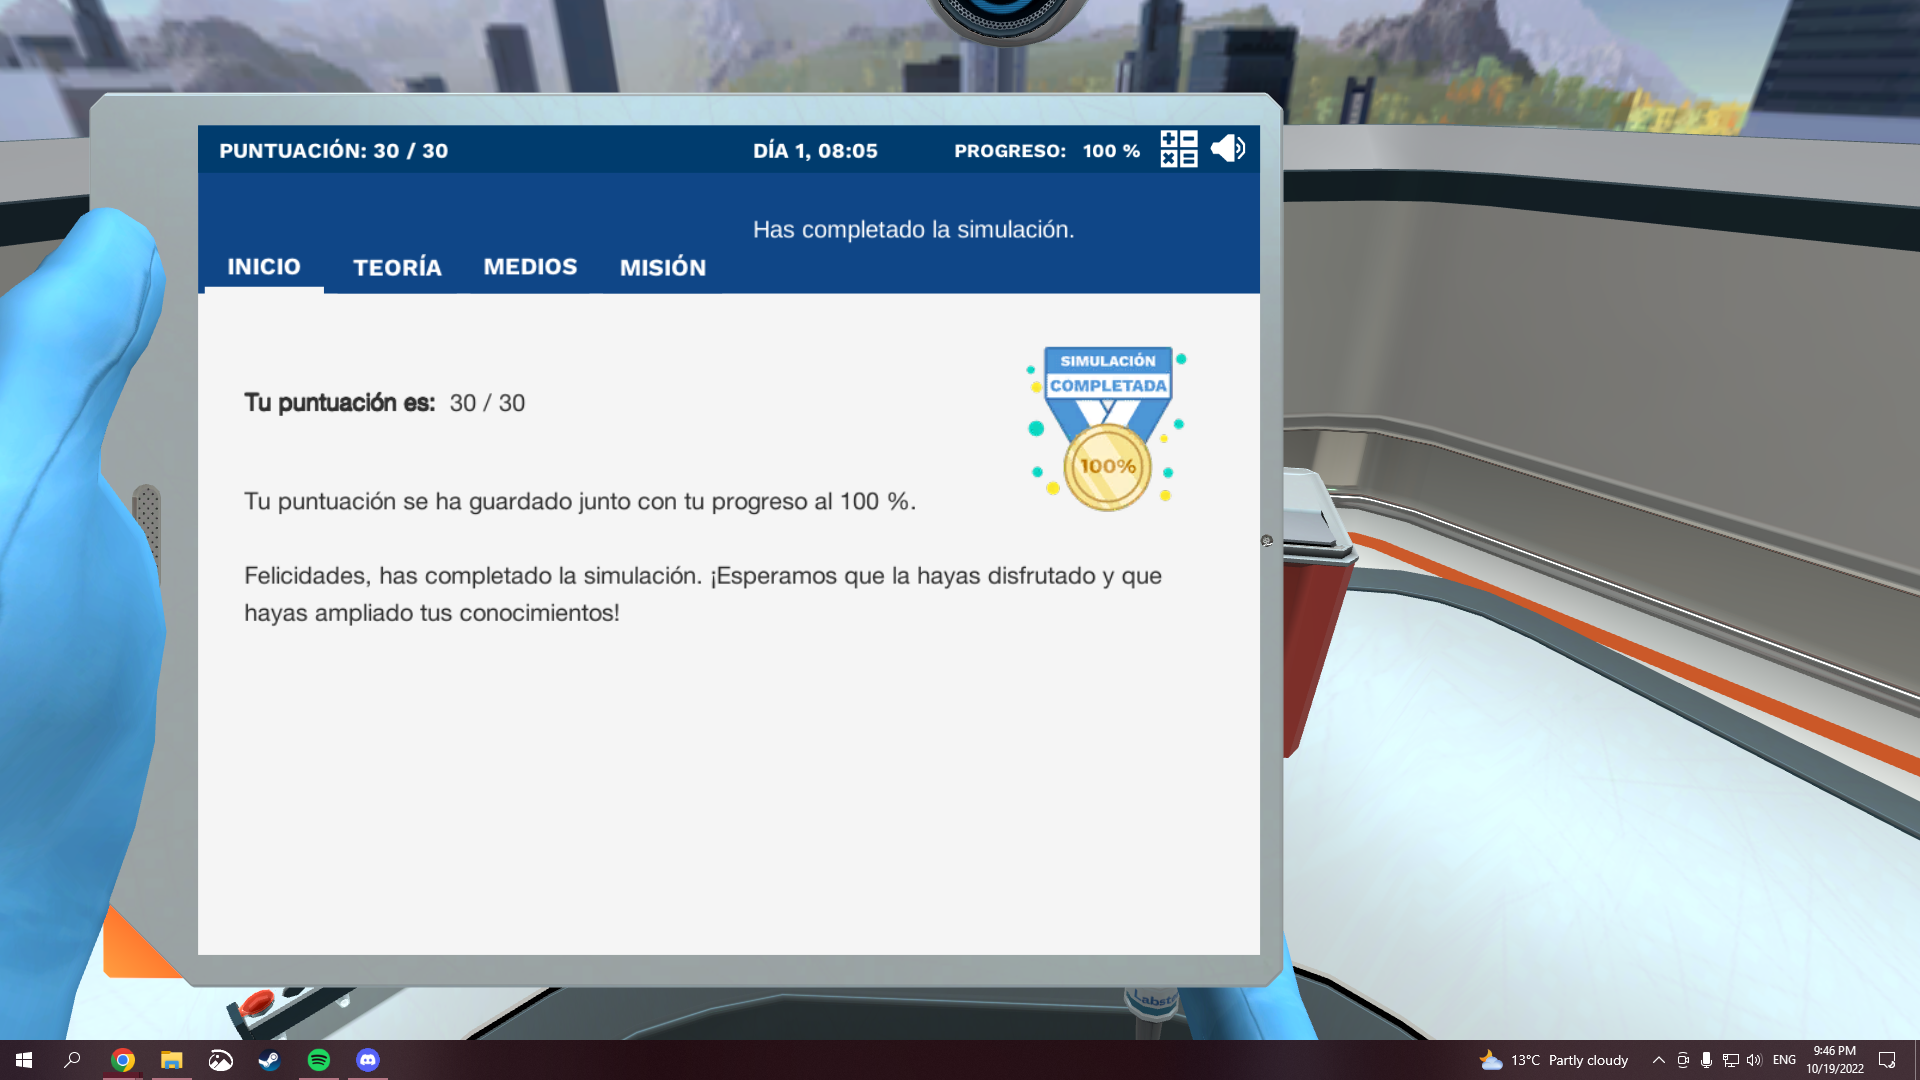 PUNTUACIÓN: 30 / 30
DÍA 1, 08:05
PROGRESO: 100 %
Has completado la simulación.
INICIO
TEORÍA
MEDIOS
MISIÓN
SIMULACIÓN
COMPLETADA
100%
Tu puntuación es: 30 / 30
Tu puntuación se ha guardado junto con tu progreso al 100 %.
Felicidades, has completado la simulación. ¡Esperamos que la hayas disfrutado y que
hayas ampliado tus conocimientos!
13°C Partly cloudy
ENG
9:46 PM
10/19/2022